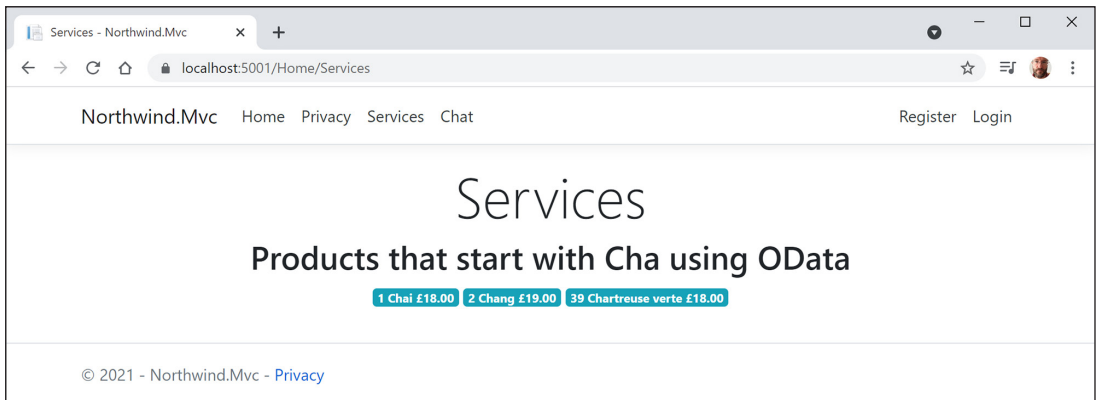 Services - Northwind.Mvc
localhost:5001/Home/Services
Northwind.Mvc Home Privacy Services Chat Register Login
Services
Products that start with Cha using OData
1 Chai £18.00 2 Chang £19.00 39 Chartreuse verte £18.00
© 2021 - Northwind.Mvc - Privacy